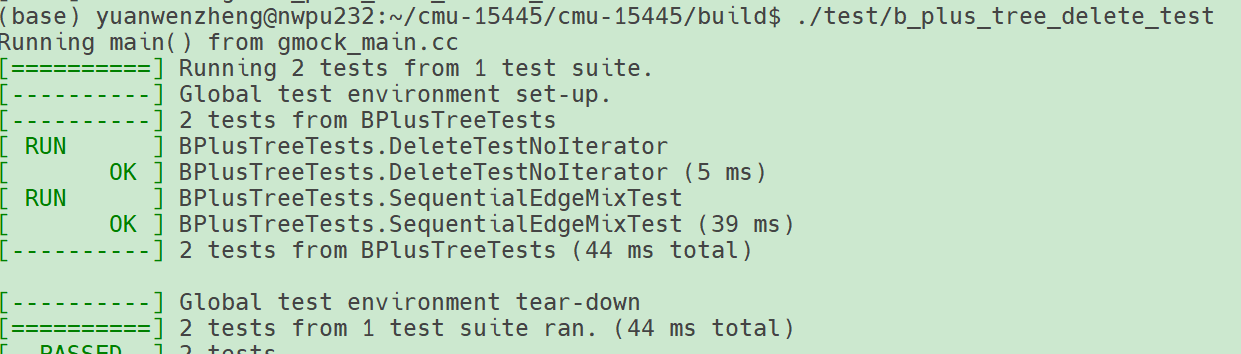 (base) yuanwenzheng@nwpu232:~/cmu-15445/cmu-15445/build$ ./test/b_plus_tree_delete_test
Running main() from gmock_main.cc
[==========] Running 2 tests from 1 test suite.
[----------] Global test environment set-up.
[----------] 2 tests from BPlusTreeTests
[ RUN      ] BPlusTreeTests.DeleteTestNoIterator
[       OK ] BPlusTreeTests.DeleteTestNoIterator (5 ms)
[ RUN      ] BPlusTreeTests.SequentialEdgeMixTest
[       OK ] BPlusTreeTests.SequentialEdgeMixTest (39 ms)
[----------] 2 tests from BPlusTreeTests (44 ms total)

[----------] Global test environment tear-down
[==========] 2 tests from 1 test suite ran. (44 ms total)
[  PASSED  ] 2 tests.